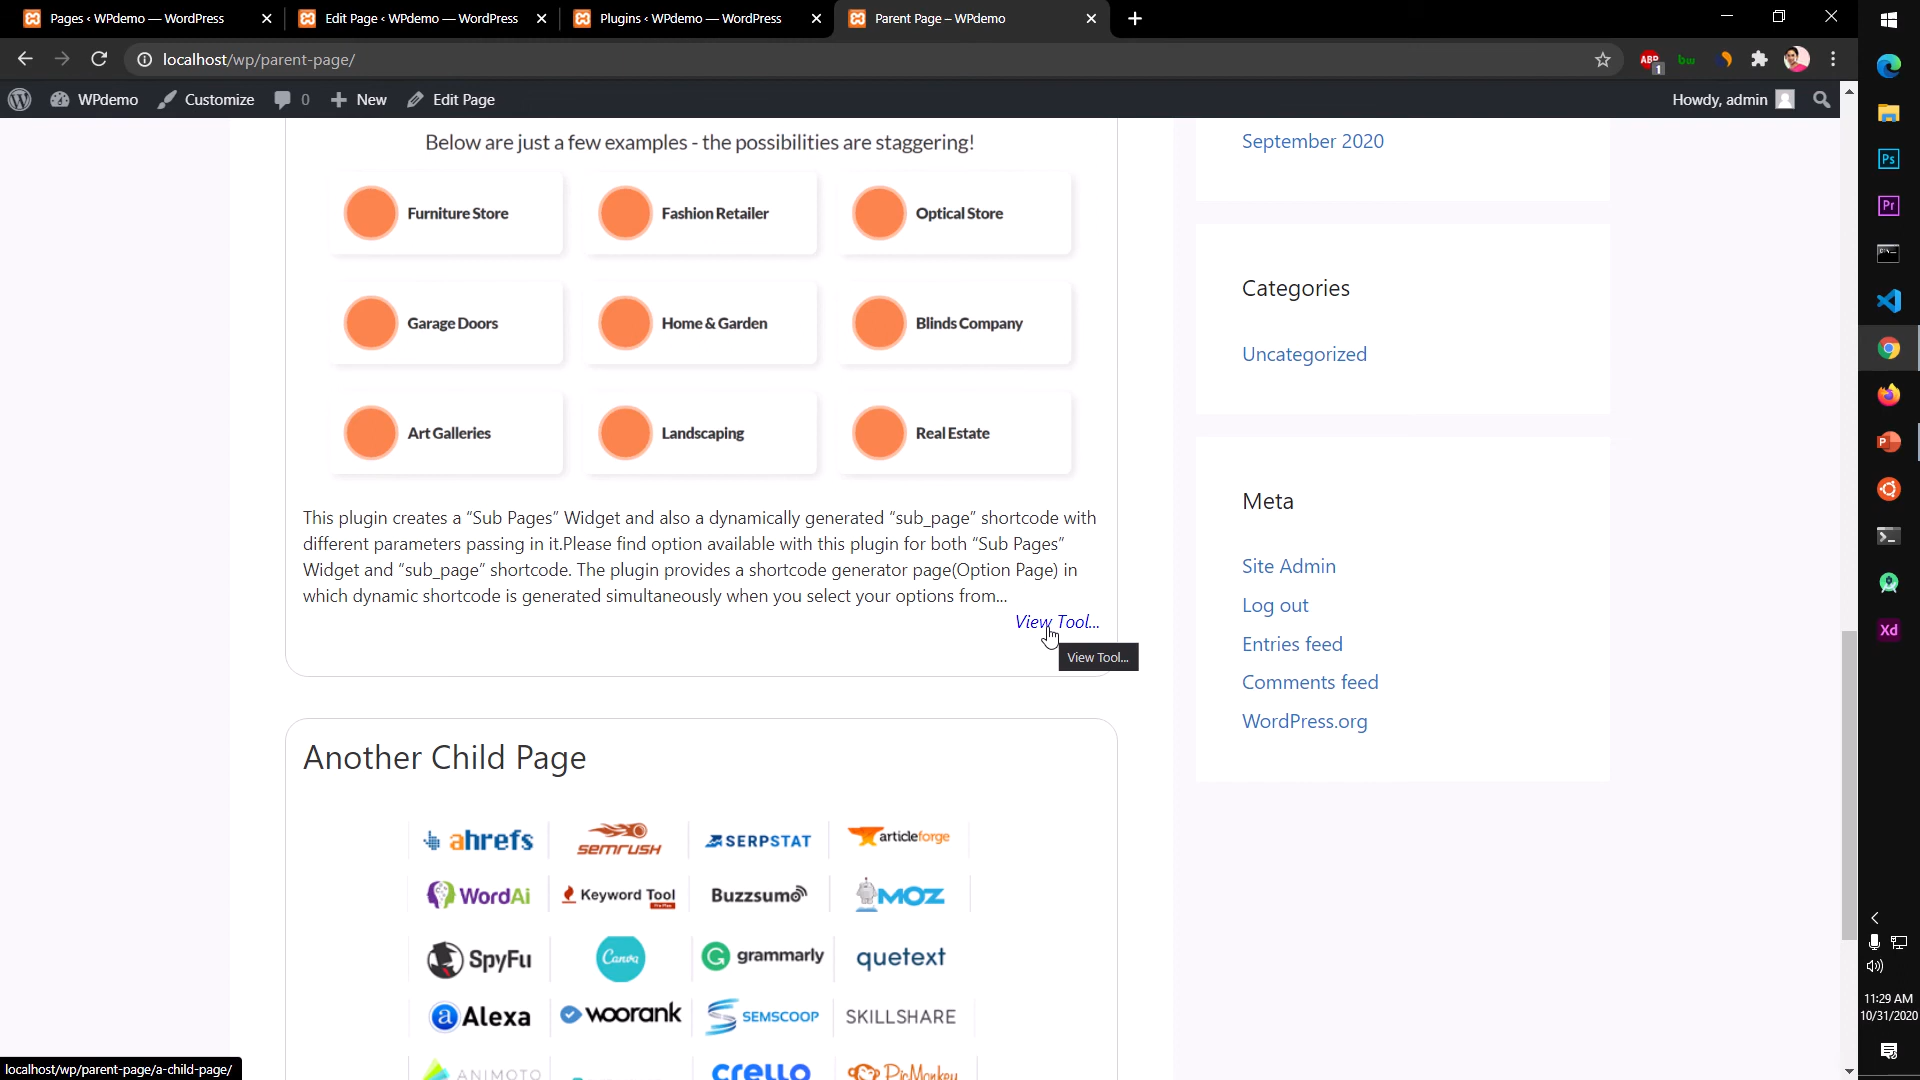 Pages ‹ WPdemo — WordPress
Edit Page ‹ WPdemo — WordPress
Plugins ‹ WPdemo — WordPress
Parent Page – WPdemo
localhost/wp/parent-page/
ABP
1
bw
WPdemo
Customize
0
New
Edit Page
Howdy, admin
Below are just a few examples - the possibilities are staggering!
Furniture Store
Fashion Retailer
Optical Store
Garage Doors
Home & Garden
Blinds Company
Art Galleries
Landscaping
Real Estate
This plugin creates a “Sub Pages” Widget and also a dynamically generated “sub_page” shortcode with
different parameters passing in it.Please find option available with this plugin for both “Sub Pages”
Widget and “sub_page” shortcode. The plugin provides a shortcode generator page(Option Page) in
which dynamic shortcode is generated simultaneously when you select your options from...
View Tool...
View Tool...
Another Child Page
ahrefs
SEMRUSH
SERPSTAT
articleforge
WordAi
Keyword Tool
Buzzsumo
MOZ
SpyFu
Canva
grammarly
quetext
a Alexa
woorank
SEMSCOOP
SKILLSHARE
ANIMOTO
crello
PicMonkey
September 2020
Categories
Uncategorized
Meta
Site Admin
Log out
Entries feed
Comments feed
WordPress.org
localhost/wp/parent-page/a-child-page/
Ps
Pr
P
Xd
11:29 AM
10/31/2020